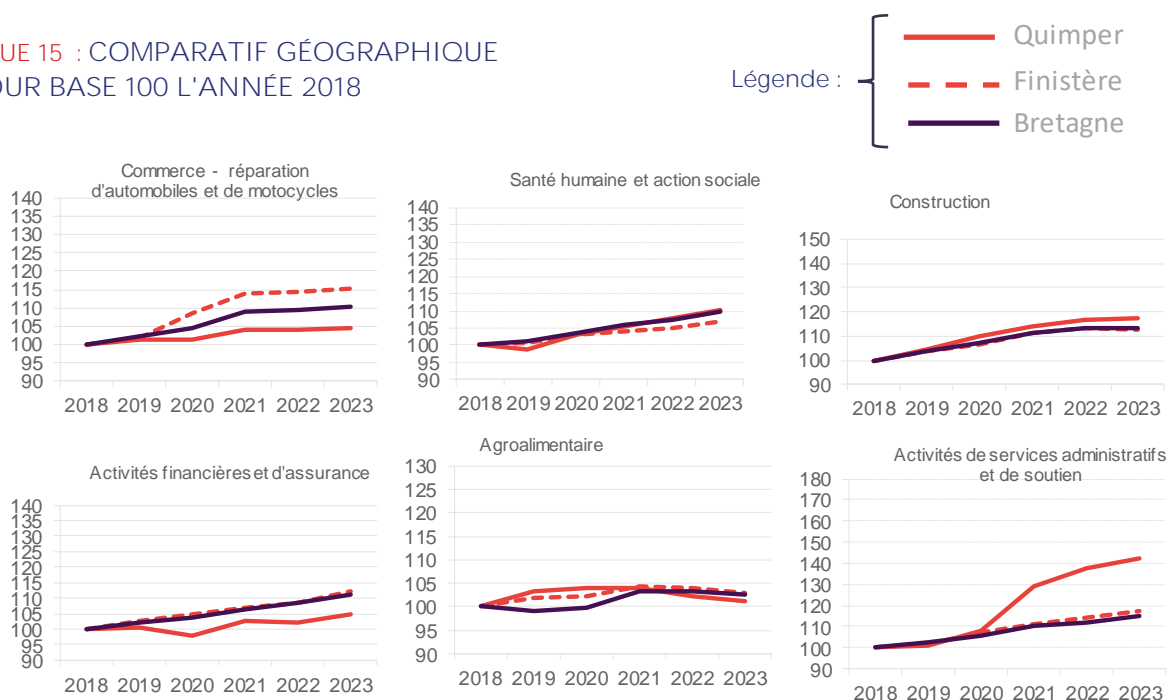 UE 15 : COMPARATIF GÉOGRAPHIQUE
OUR BASE 100 L'ANNÉE 2018
Légende :
Quimper
Finistère
Bretagne
Commerce - réparation
d'automobiles et de motocycles
140
135
130
125
120
115
110
105
100
95
90
2018 2019 2020 2021 2022 2023
Santé humaine et action sociale
140
135
130
125
120
115
110
105
100
95
90
2018 2019 2020 2021 2022 2023
Construction
150
140
130
120
110
100
90
2018 2019 2020 2021 2022 2023
Activités financières et d'assurance
140
135
130
125
120
115
110
105
100
95
90
2018 2019 2020 2021 2022 2023
Agroalimentaire
130
125
120
115
110
105
100
95
90
2018 2019 2020 2021 2022 2023
Activités de services administratifs
et de soutien
180
170
160
150
140
130
120
110
100
90
2018 2019 2020 2021 2022 2023